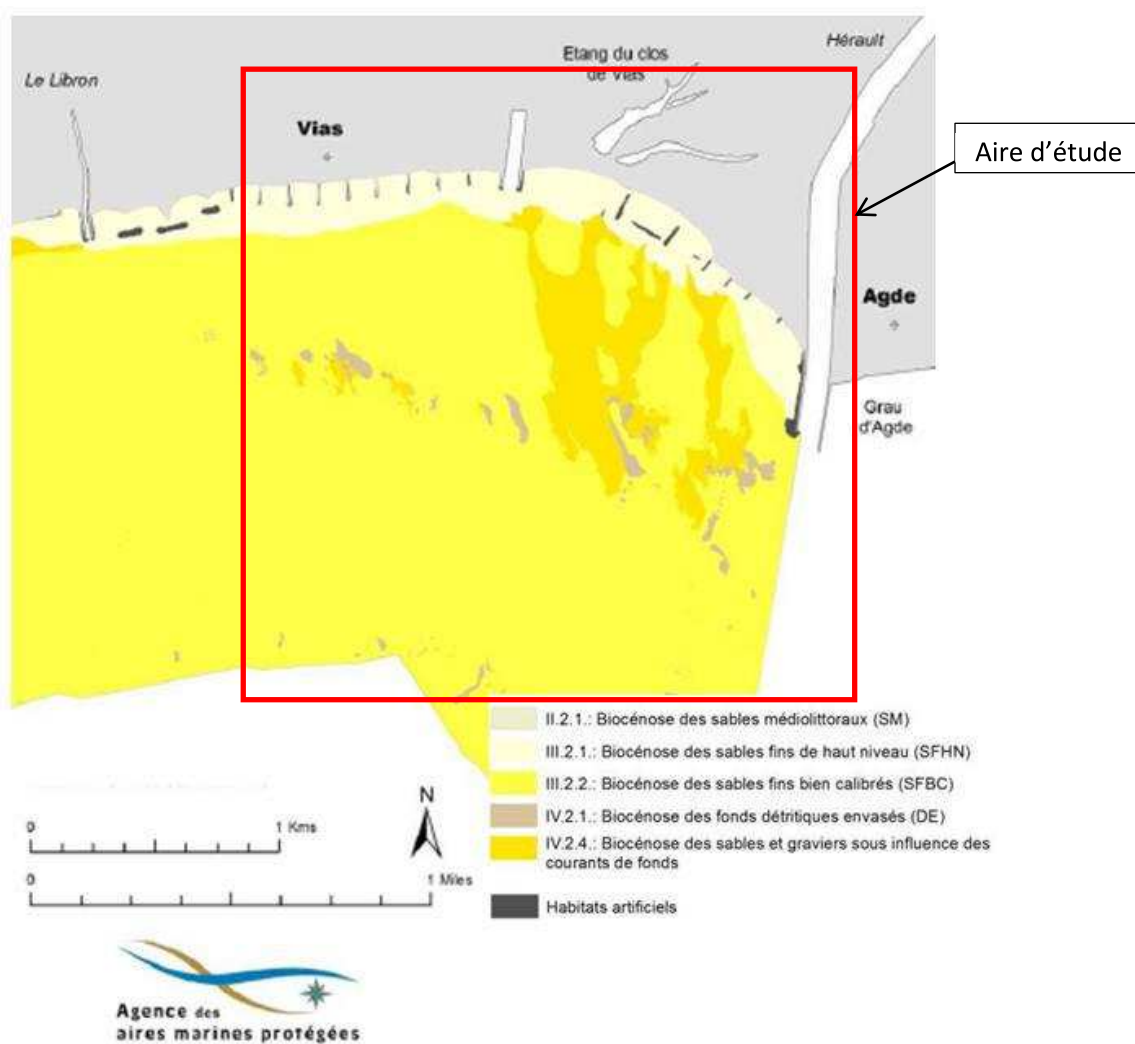 Etang du clos
de Vias
Hérault
Le Libron
Vias
Aire d’étude
Agde
Grau
d'Agde
II.2.1.: Biocénose des sables médiolittoraux (SM)
III.2.1.: Biocénose des sables fins de haut niveau (SFHN)
III.2.2.: Biocénose des sables fins bien calibrés (SFBC)
IV.2.1.: Biocénose des fonds détritiques envasés (DE)
IV.2.4.: Biocénose des sables et graviers sous influence des
courants de fonds
Habitats artificiels
N
0 1 Kms
0 1 Miles
Agence des
aires marines protégées